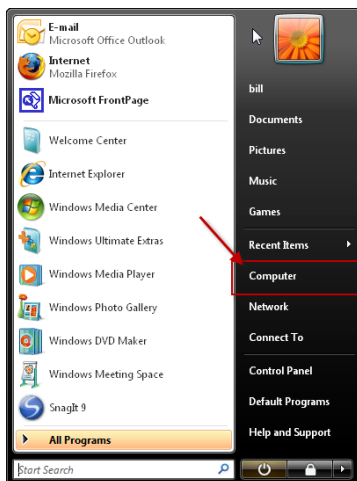 E-mail
Microsoft Office Outlook
Internet
Mozilla Firefox
Microsoft FrontPage
Welcome Center
Internet Explorer
Windows Media Center
Windows Ultimate Extras
Windows Media Player
Windows Photo Gallery
Windows DVD Maker
Windows Meeting Space
SnagIt 9
All Programs
Start Search
bill
Documents
Pictures
Music
Games
Recent Items
Computer
Network
Connect To
Control Panel
Default Programs
Help and Support